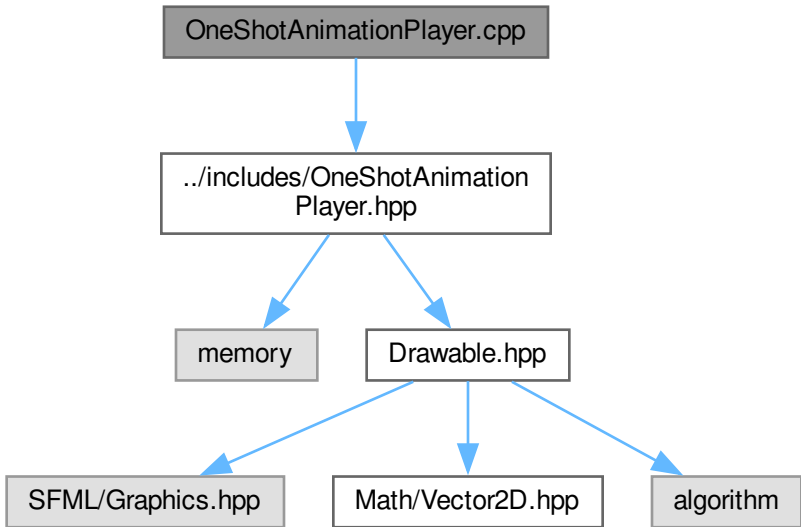 OneShotAnimationPlayer.cpp
../includes/OneShotAnimation
Player.hpp
memory
Drawable.hpp
SFML/Graphics.hpp
Math/Vector2D.hpp
algorithm